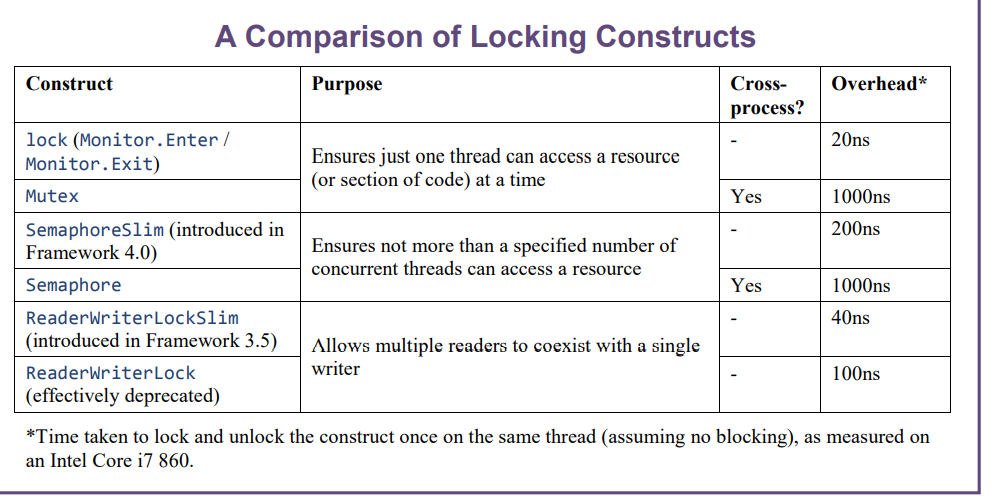 A Comparison of Locking Constructs
Construct
Purpose
Cross-
process?
Overhead*
lock (Monitor.Enter /
Monitor.Exit)
Ensures just one thread can access a resource
(or section of code) at a time
-
20ns
Mutex
Yes
1000ns
SemaphoreSlim (introduced in
Framework 4.0)
Ensures not more than a specified number of
concurrent threads can access a resource
-
200ns
Semaphore
Yes
1000ns
ReaderWriterLockSlim
(introduced in Framework 3.5)
Allows multiple readers to coexist with a single
writer
-
40ns
ReaderWriterLock
(effectively deprecated)
-
100ns
*Time taken to lock and unlock the construct once on the same thread (assuming no blocking), as measured on
an Intel Core i7 860.